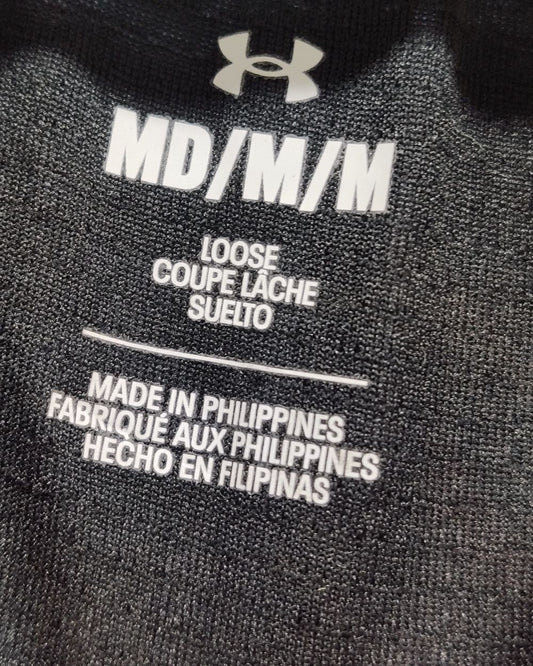 MD/M/M
LOOSE
COUPE LÂCHE
SUELTO
MADE IN PHILIPPINES
FABRIQUÉ AUX PHILIPPINES
HECHO EN FILIPINAS